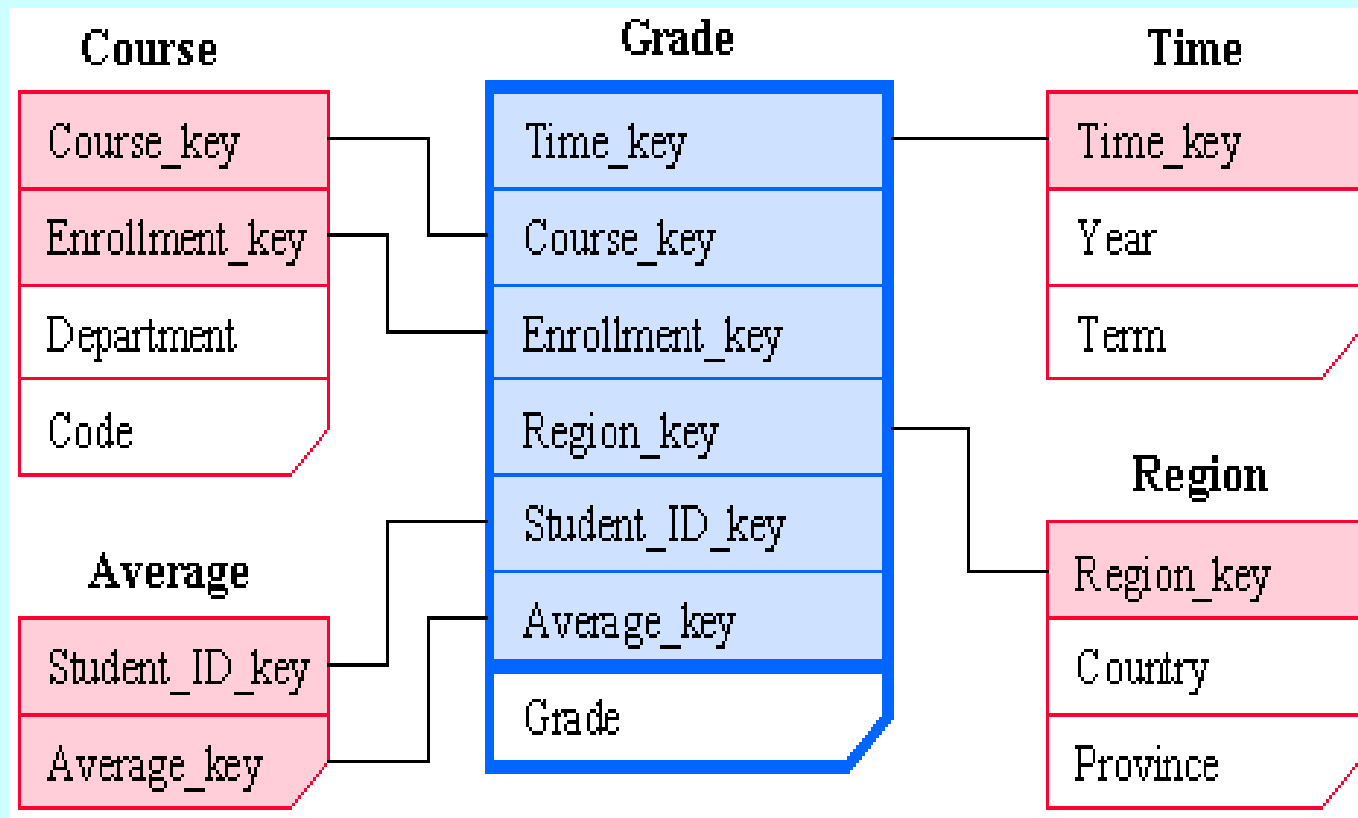 Course
Course_key
Enrollment_key
Department
Code
Average
Student_ID_key
Average_key
Grade
Time_key
Course_key
Enrollment_key
Region_key
Student_ID_key
Average_key
Grade
Time
Time_key
Year
Term
Region
Region_key
Country
Province